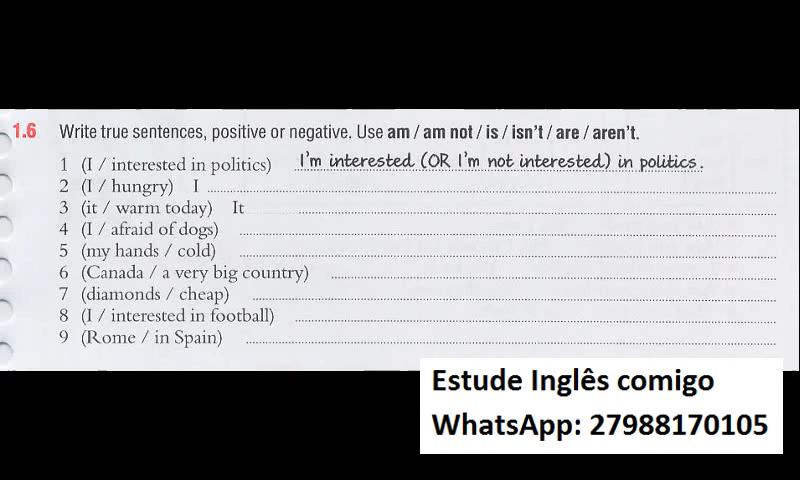 1.6 Write true sentences, positive or negative. Use am / am not / is / isn't / are / aren't.
1 (I / interested in politics) I'm interested (OR I'm not interested) in politics.
2 (I / hungry) I
3 (it / warm today) It
4 (I / afraid of dogs)
5 (my hands / cold)
6 (Canada / a very big country)
7 (diamonds / cheap)
8 (I / interested in football)
9 (Rome / in Spain)
Estude Inglês comigo
WhatsApp: 27988170105